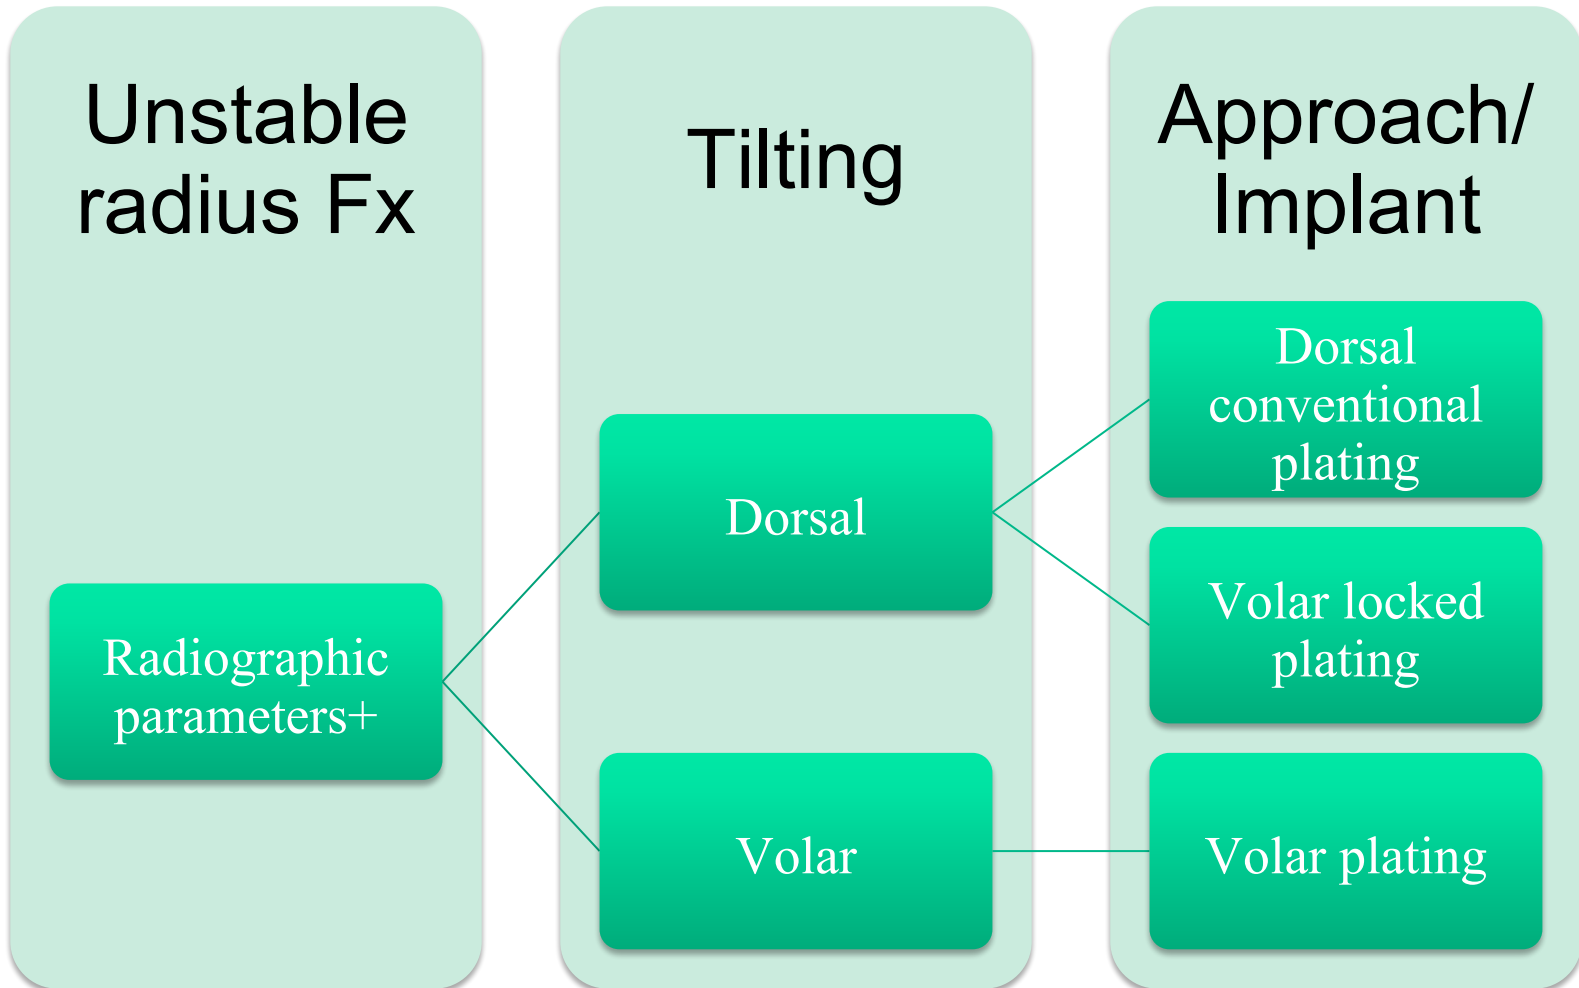 Unstable
radius Fx
Tilting
Approach/
Implant
Radiographic
parameters+
Dorsal
Volar
Dorsal
conventional
plating
Volar locked
plating
Volar plating